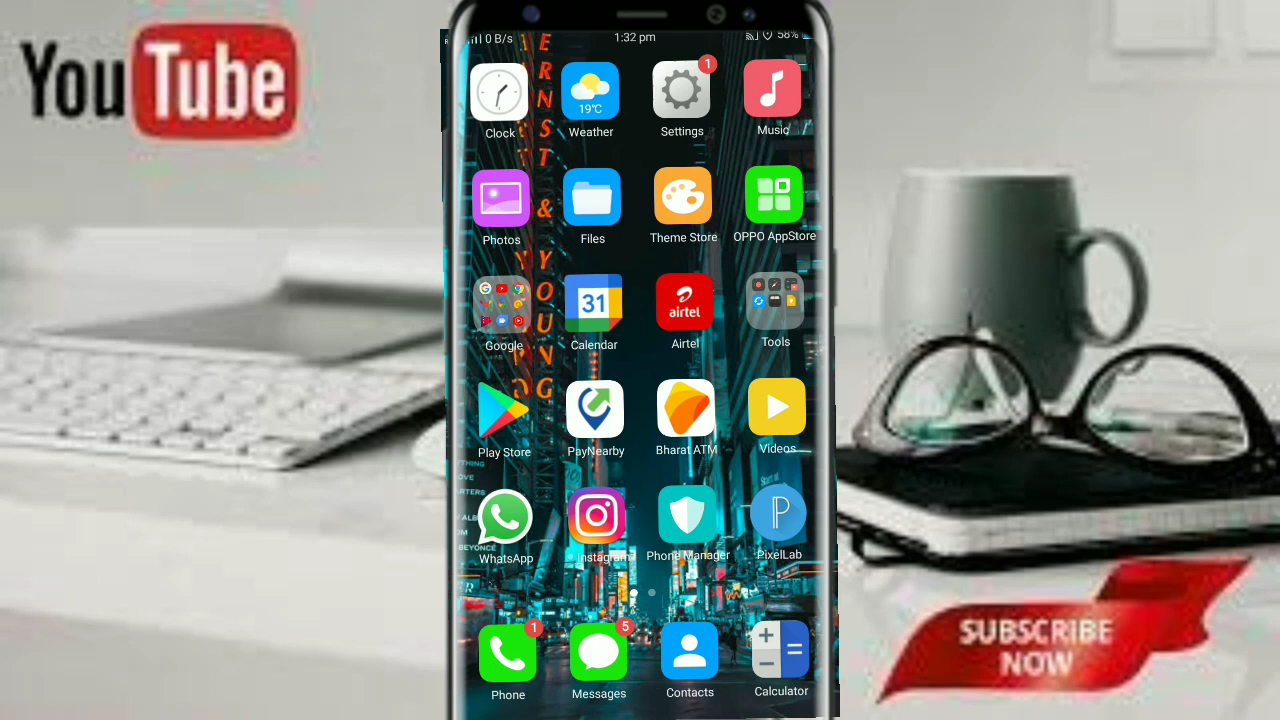 YouTube
0 B/s
1:32 pm
58%
Clock
19°C
Weather
1
Settings
Music
Photos
Files
Theme Store
OPPO AppStore
Google
31
Calendar
airtel
Airtel
Tools
Play Store
PayNearby
Bharat ATM
Videos
WhatsApp
Instagram
Phone Manager
P
PixelLab
ERNST & YOUNG
BEYONCÉ
1
Phone
5
Messages
Contacts
Calculator
SUBSCRIBE
NOW